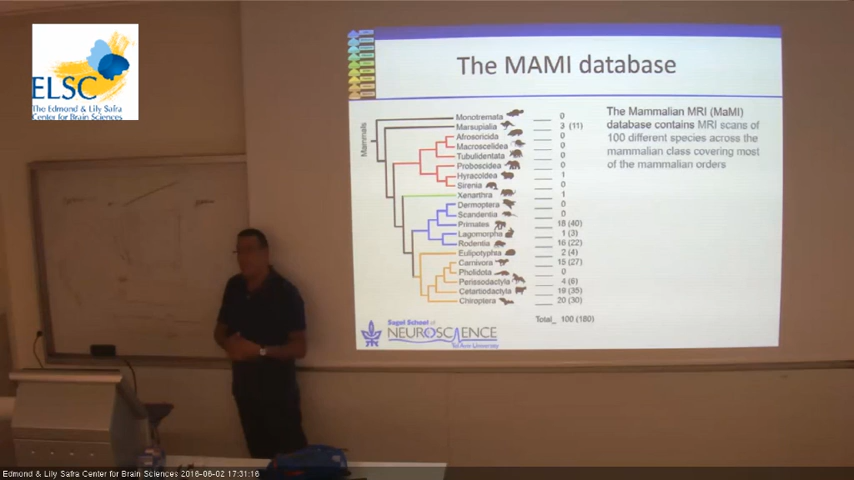 ELSC
The Edmond & Lily Safra
Center for Brain Sciences
The MAMI database
Mammals
Monotremata 0
Marsupialia 3 (11)
Afrosoricida 0
Macroscelidea 0
Tubulidentata 0
Proboscidea 0
Hyracoidea 1
Sirenia 0
Xenarthra 1
Dermoptera 0
Scandentia 0
Primates 18 (40)
Lagomorpha 1 (3)
Rodentia 16 (22)
Eulipotyphla 2 (4)
Carnivora 15 (27)
Pholidota 0
Perissodactyla 4 (6)
Cetartiodactyla 19 (35)
Chiroptera 20 (30)
Total_ 100 (180)
The Mammalian MRI (MaMI)
database contains MRI scans of
100 different species across the
mammalian class covering most
of the mammalian orders
Sagol School of
NEUROSCIENCE
Tel Aviv University
Edmond & Lily Safra Center for Brain Sciences 2016-06-02 17:31:16